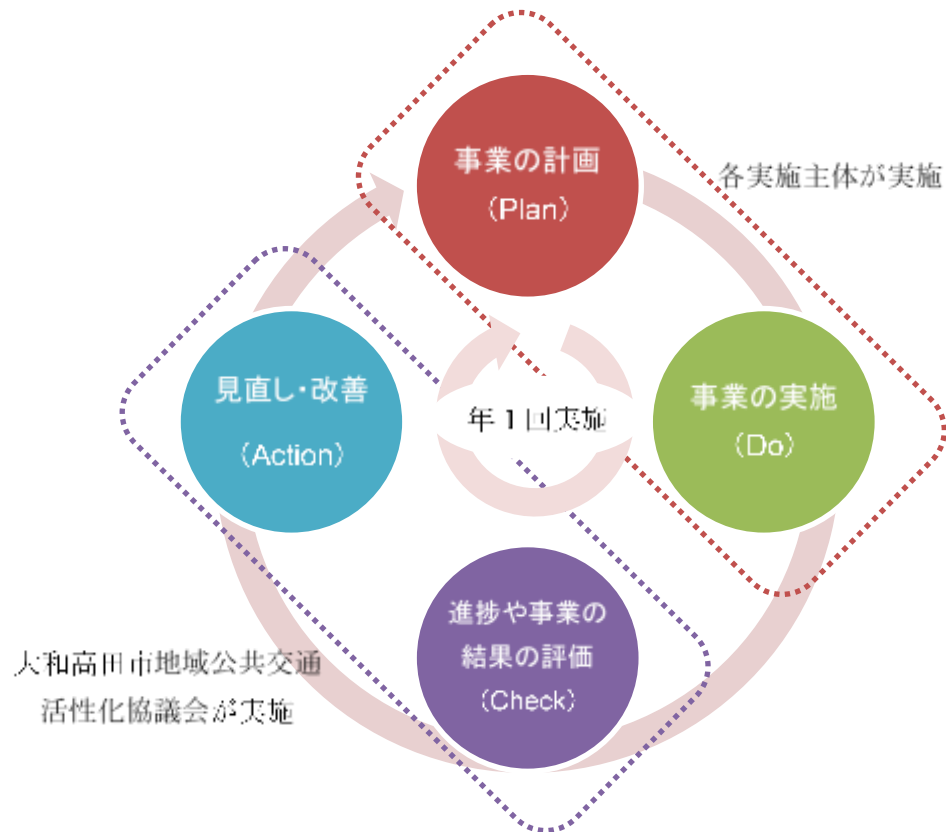 事業の計画
（Plan）
各実施主体が実施
見直し・改善
（Action）
年１回実施
事業の実施
（Do）
進捗や事業の
結果の評価
（Check）
大和高田市地域公共交通
活性化協議会が実施